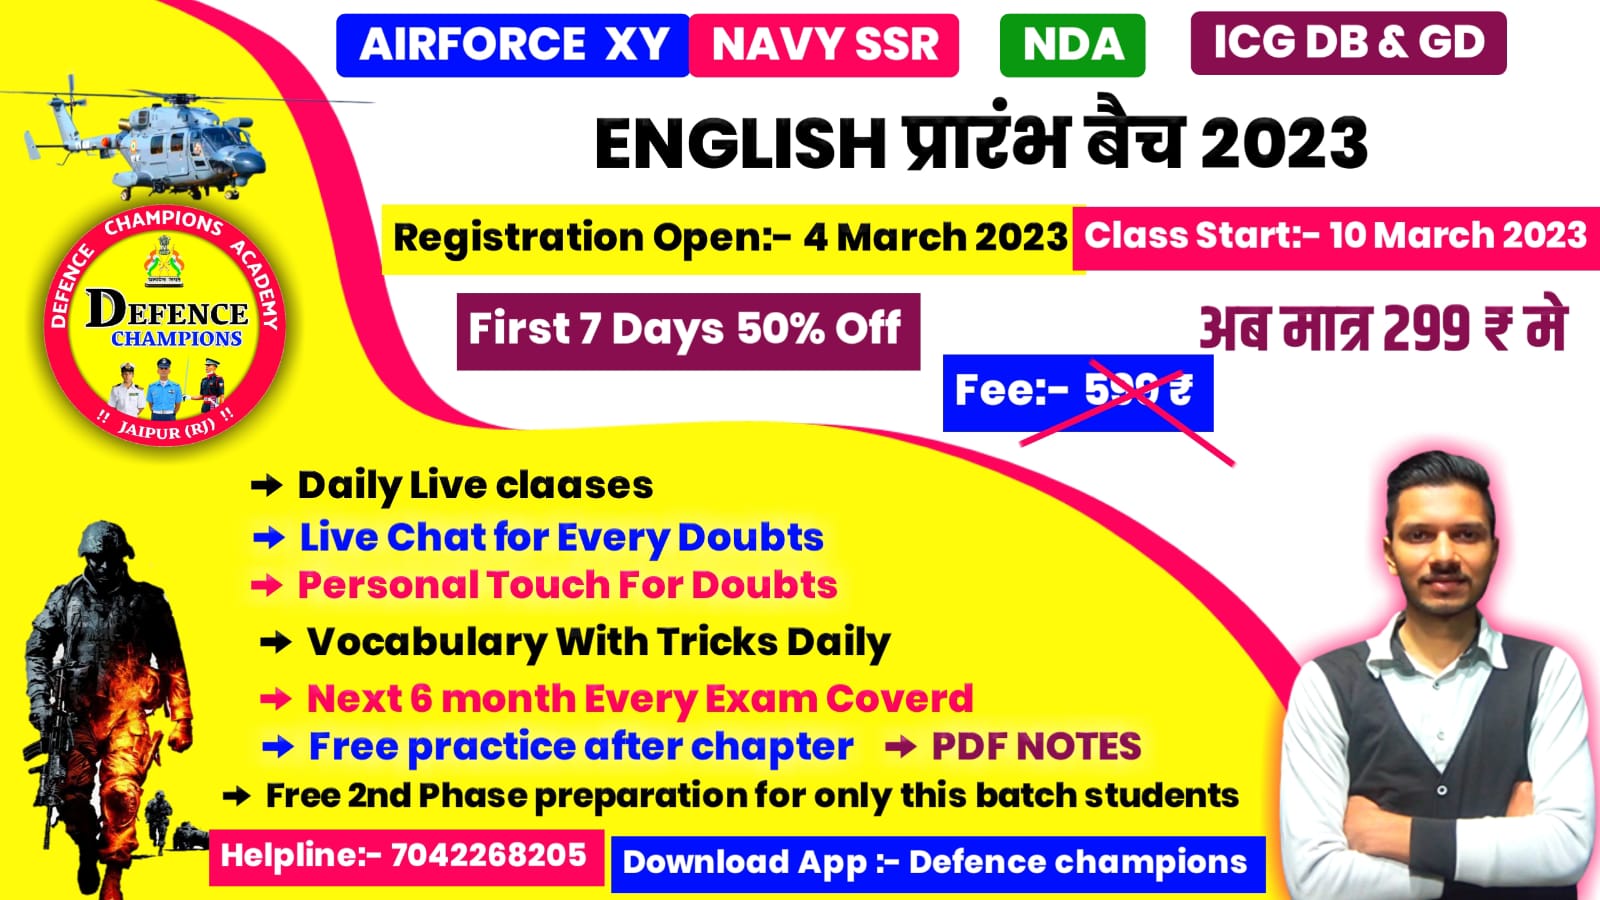 AIRFORCE XY NAVY SSR NDA ICG DB & GD
ENGLISH प्रारंभ बैच 2023
Registration Open:- 4 March 2023 Class Start:- 10 March 2023
First 7 Days 50% Off
अब मात्र 299 ₹ मे
Fee:- 599 ₹
DEFENCE CHAMPIONS ACADEMY
DEFENCE
CHAMPIONS
!! JAIPUR (RJ) !!
➔ Daily Live claases
➔ Live Chat for Every Doubts
➔ Personal Touch For Doubts
➔ Vocabulary With Tricks Daily
➔ Next 6 month Every Exam Coverd
➔ Free practice after chapter ➔ PDF NOTES
➔ Free 2nd Phase preparation for only this batch students
Helpline:- 7042268205 Download App :- Defence champions